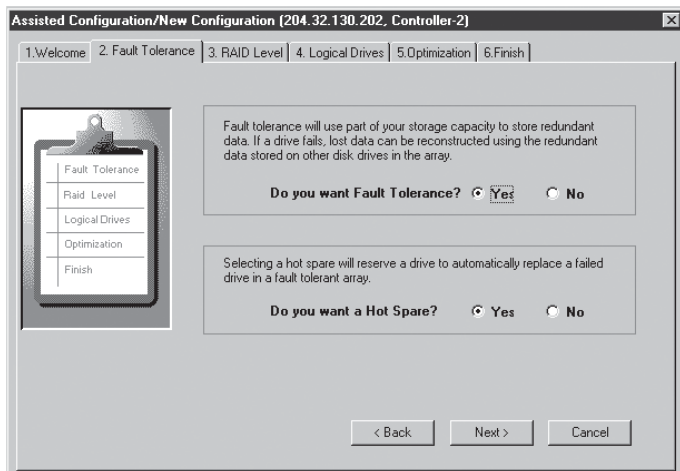 Assisted Configuration/New Configuration (204.32.130.202, Controller-2)
1.Welcome 2. Fault Tolerance 3. RAID Level 4. Logical Drives 5.Optimization 6.Finish
Fault Tolerance
Raid Level
Logical Drives
Optimization
Finish
Fault tolerance will use part of your storage capacity to store redundant
data. If a drive fails, lost data can be reconstructed using the redundant
data stored on other disk drives in the array.
Do you want Fault Tolerance? Yes No
Selecting a hot spare will reserve a drive to automatically replace a failed
drive in a fault tolerant array.
Do you want a Hot Spare? Yes No
< Back Next > Cancel